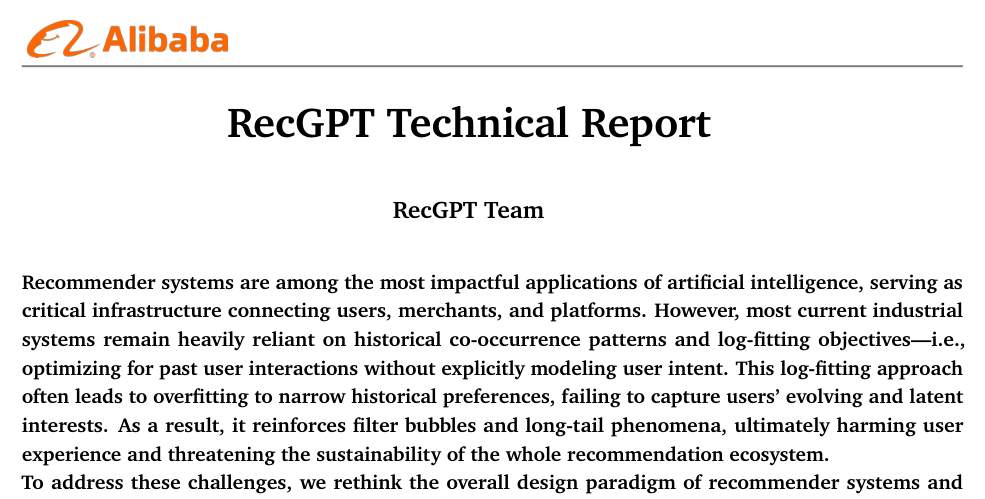 Alibaba
RecGPT Technical Report
RecGPT Team
Recommender systems are among the most impactful applications of artificial intelligence, serving as
critical infrastructure connecting users, merchants, and platforms. However, most current industrial
systems remain heavily reliant on historical co-occurrence patterns and log-fitting objectives—i.e.,
optimizing for past user interactions without explicitly modeling user intent. This log-fitting approach
often leads to overfitting to narrow historical preferences, failing to capture users’ evolving and latent
interests. As a result, it reinforces filter bubbles and long-tail phenomena, ultimately harming user
experience and threatening the sustainability of the whole recommendation ecosystem.
To address these challenges, we rethink the overall design paradigm of recommender systems and